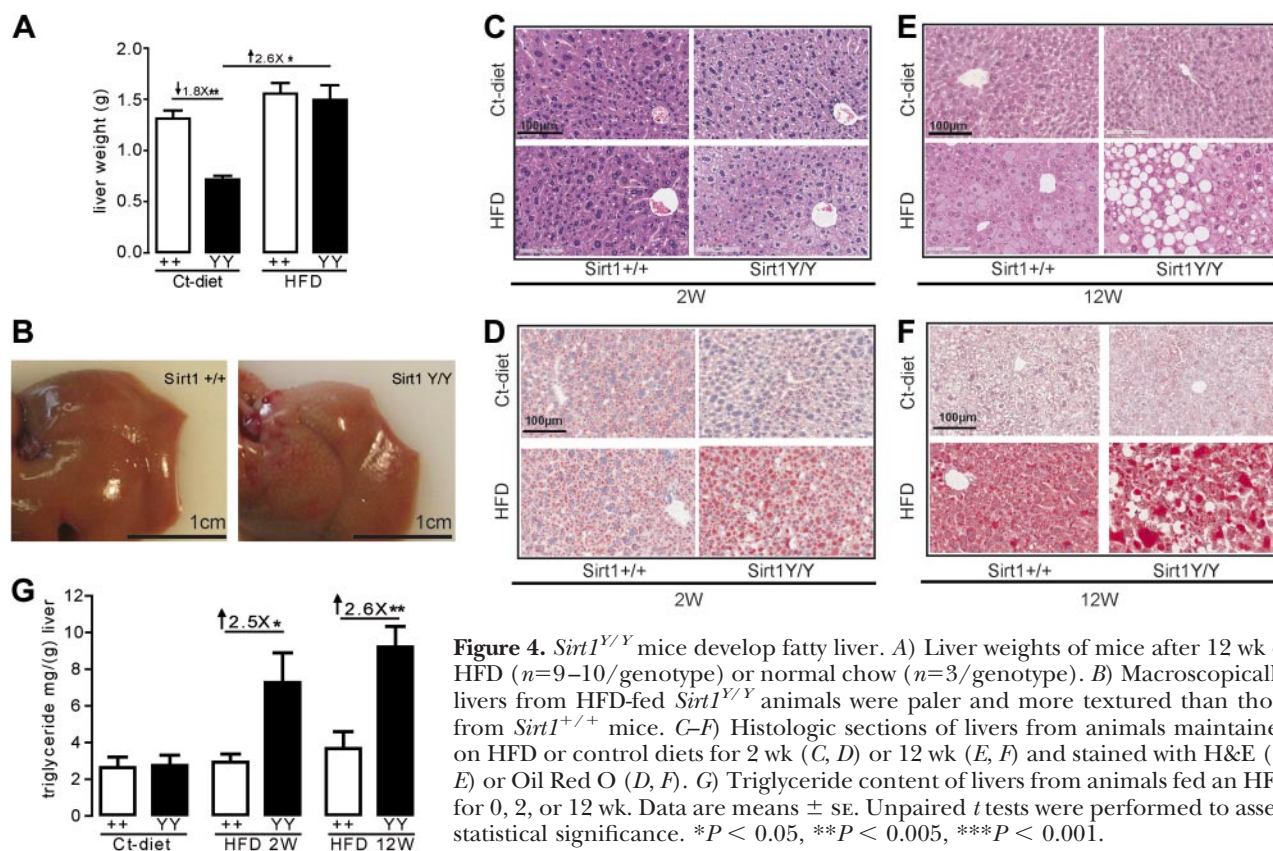 A
liver weight (g)
2.0
1.5
1.0
0.5
0.0
↓1.8X**
↑2.6X *
++ YY ++ YY
Ct-diet HFD
B
Sirt1 +/+
1cm
Sirt1 Y/Y
1cm
C
Ct-diet
100µm
HFD
Sirt1+/+ Sirt1Y/Y
2W
D
Ct-diet
100µm
HFD
Sirt1+/+ Sirt1Y/Y
2W
E
Ct-diet
100µm
HFD
Sirt1+/+ Sirt1Y/Y
12W
F
Ct-diet
100µm
HFD
Sirt1+/+ Sirt1Y/Y
12W
G
triglyceride mg/(g) liver
12
10
8
6
4
2
0
↑2.5X *
↑2.6X **
++ YY ++ YY ++ YY
Ct-diet HFD 2W HFD 12W
Figure 4. Sirt1Y/Y mice develop fatty liver. A) Liver weights of mice after 12 wk
HFD (n=9–10/genotype) or normal chow (n=3/genotype). B) Macroscopicall
livers from HFD-fed Sirt1Y/Y animals were paler and more textured than tho
from Sirt1+/+ mice. C–F) Histologic sections of livers from animals maintaine
on HFD or control diets for 2 wk (C, D) or 12 wk (E, F) and stained with H&E (
E) or Oil Red O (D, F). G) Triglyceride content of livers from animals fed an HF
for 0, 2, or 12 wk. Data are means ± SE. Unpaired t tests were performed to asse
statistical significance. *P < 0.05, **P < 0.005, ***P < 0.001.